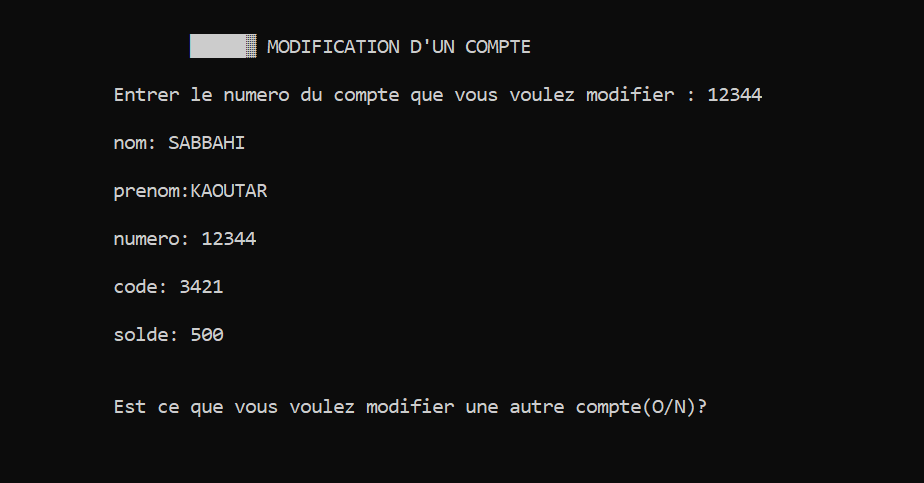 █████▓ MODIFICATION D'UN COMPTE
Entrer le numero du compte que vous voulez modifier : 12344
nom: SABBAHI
prenom:KAOUTAR
numero: 12344
code: 3421
solde: 500
Est ce que vous voulez modifier une autre compte(O/N)?